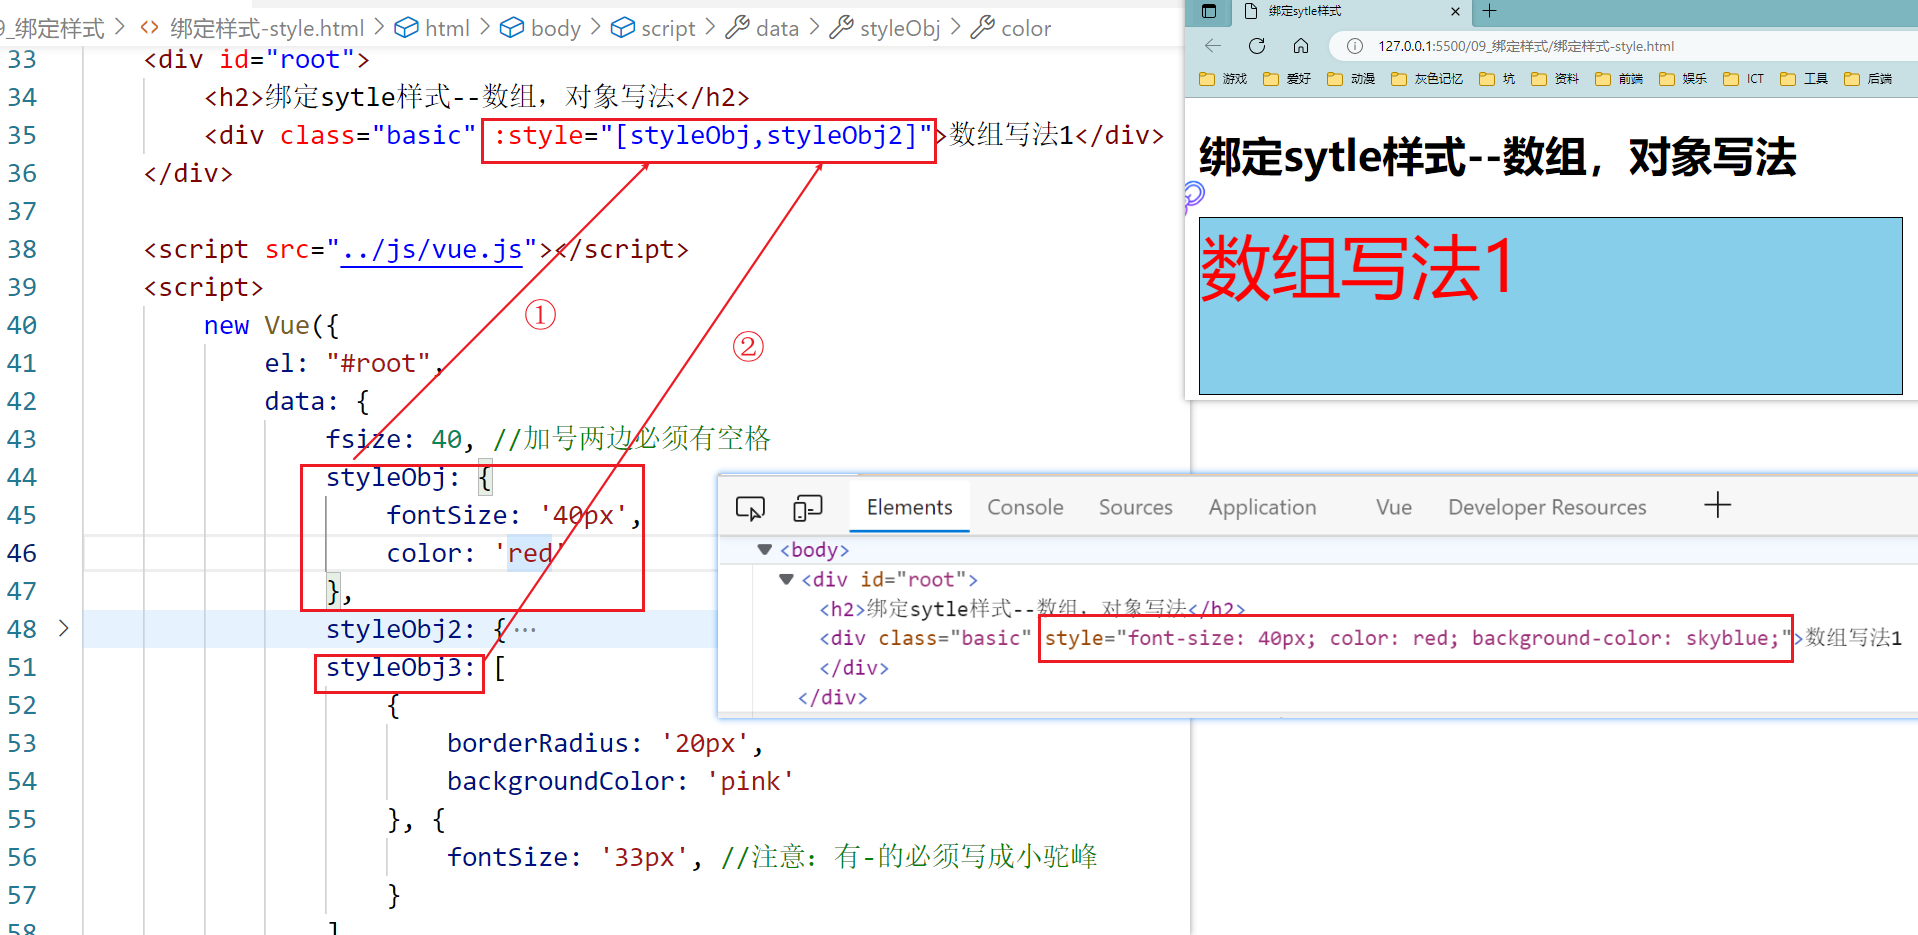 9_绑定样式 > <> 绑定样式-style.html > html > body > script > data > styleObj > color
33 <div id="root">
34 <h2>绑定sytle样式--数组，对象写法</h2>
35 <div class="basic" :style="[styleObj,styleObj2]">数组写法1</div>
36 </div>
37
38 <script src="../js/vue.js"></script>
39 <script>
40 new Vue({
41 el: "#root",
42 data: {
43 fsize: 40, //加号两边必须有空格
44 styleObj: {
45 fontSize: '40px',
46 color: 'red'
47 },
48 > styleObj2: {…
51 styleObj3: [
52 {
53 borderRadius: '20px',
54 backgroundColor: 'pink'
55 }, {
56 fontSize: '33px', //注意：有-的必须写成小驼峰
57 }
58 ]
①
②
绑定sytle样式 × +
127.0.0.1:5500/09_绑定样式/绑定样式-style.html
游戏 爱好 动漫 灰色记忆 坑 资料 前端 娱乐 ICT 工具 后端
绑定sytle样式--数组，对象写法
数组写法1
Elements Console Sources Application Vue Developer Resources +
<body>
<div id="root">
<h2>绑定sytle样式--数组，对象写法</h2>
<div class="basic" style="font-size: 40px; color: red; background-color: skyblue;">数组写法1
</div>
</div>